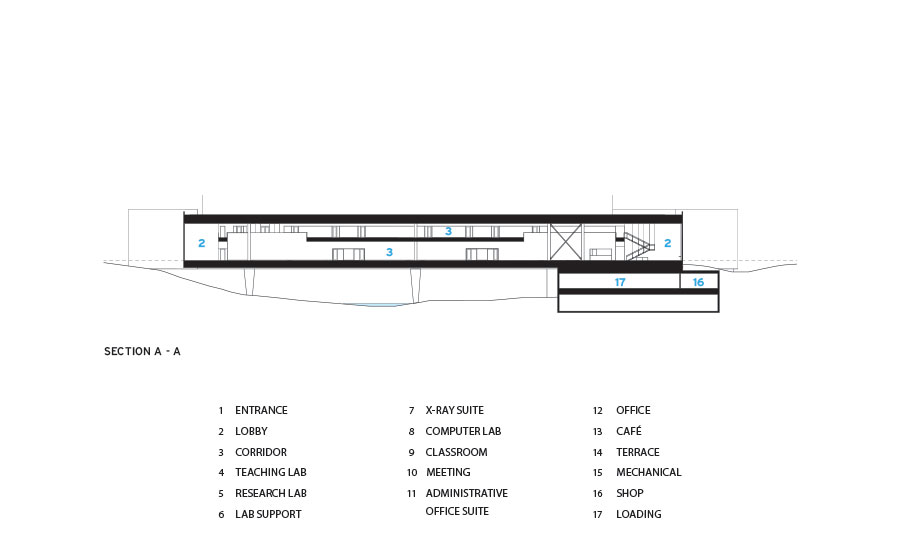 3
2
2
3
17
16
SECTION A - A
1 ENTRANCE
2 LOBBY
3 CORRIDOR
4 TEACHING LAB
5 RESEARCH LAB
6 LAB SUPPORT
7 X-RAY SUITE
8 COMPUTER LAB
9 CLASSROOM
10 MEETING
11 ADMINISTRATIVE
OFFICE SUITE
12 OFFICE
13 CAFÉ
14 TERRACE
15 MECHANICAL
16 SHOP
17 LOADING